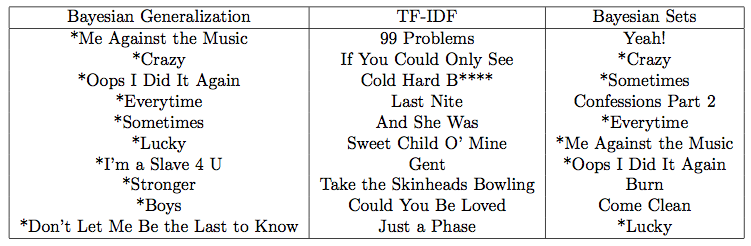 Bayesian Generalization TF-IDF Bayesian Sets
*Me Against the Music 99 Problems Yeah!
*Crazy If You Could Only See *Crazy
*Oops I Did It Again Cold Hard B**** *Sometimes
*Everytime Last Nite Confessions Part 2
*Sometimes And She Was *Everytime
*Lucky Sweet Child O' Mine *Me Against the Music
*I'm a Slave 4 U Gent *Oops I Did It Again
*Stronger Take the Skinheads Bowling Burn
*Boys Could You Be Loved Come Clean
*Don't Let Me Be the Last to Know Just a Phase *Lucky